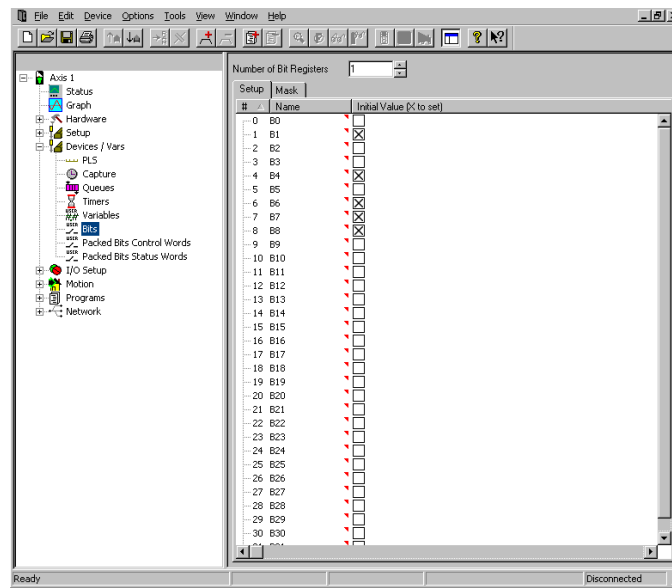 File Edit Device Options Tools View Window Help
Number of Bit Registers 1
Setup Mask
# Name Initial Value (X to set)
Axis 1
Status
Graph
Hardware
Setup
Devices / Vars
PLS
Capture
Queues
Timers
Variables
Bits
Packed Bits Control Words
Packed Bits Status Words
I/O Setup
Motion
Programs
Network
0 B0
1 B1
2 B2
3 B3
4 B4
5 B5
6 B6
7 B7
8 B8
9 B9
10 B10
11 B11
12 B12
13 B13
14 B14
15 B15
16 B16
17 B17
18 B18
19 B19
20 B20
21 B21
22 B22
23 B23
24 B24
25 B25
26 B26
27 B27
28 B28
29 B29
30 B30
Ready Disconnected